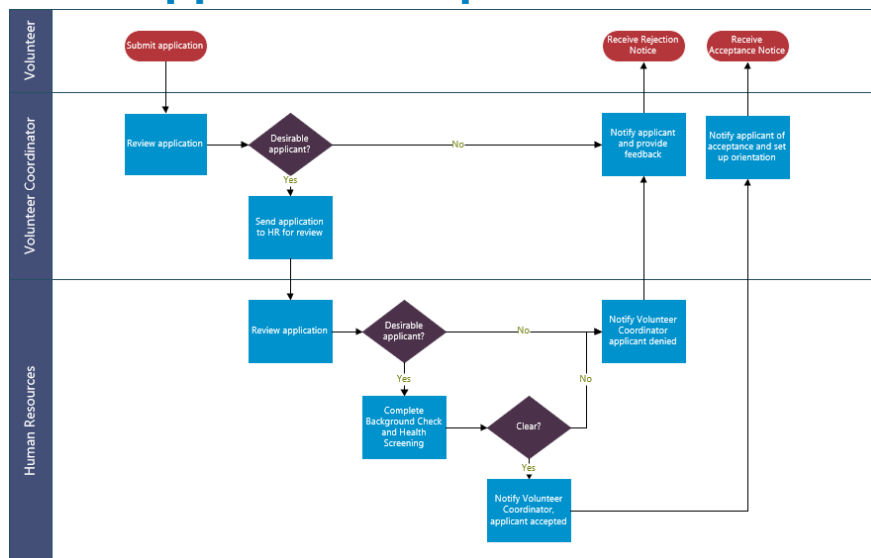 Volunteer
Submit application
Receive Rejection
Notice
Receive
Acceptance Notice
Volunteer Coordinator
Review application
Desirable
applicant?
No
Notify applicant
and provide
feedback
Notify applicant of
acceptance and set
up orientation
Yes
Send application
to HR for review
Human Resources
Review application
Desirable
applicant?
No
Notify Volunteer
Coordinator
applicant denied
Yes
No
Complete
Background Check
and Health
Screening
Clear?
Yes
Notify Volunteer
Coordinator,
applicant accepted